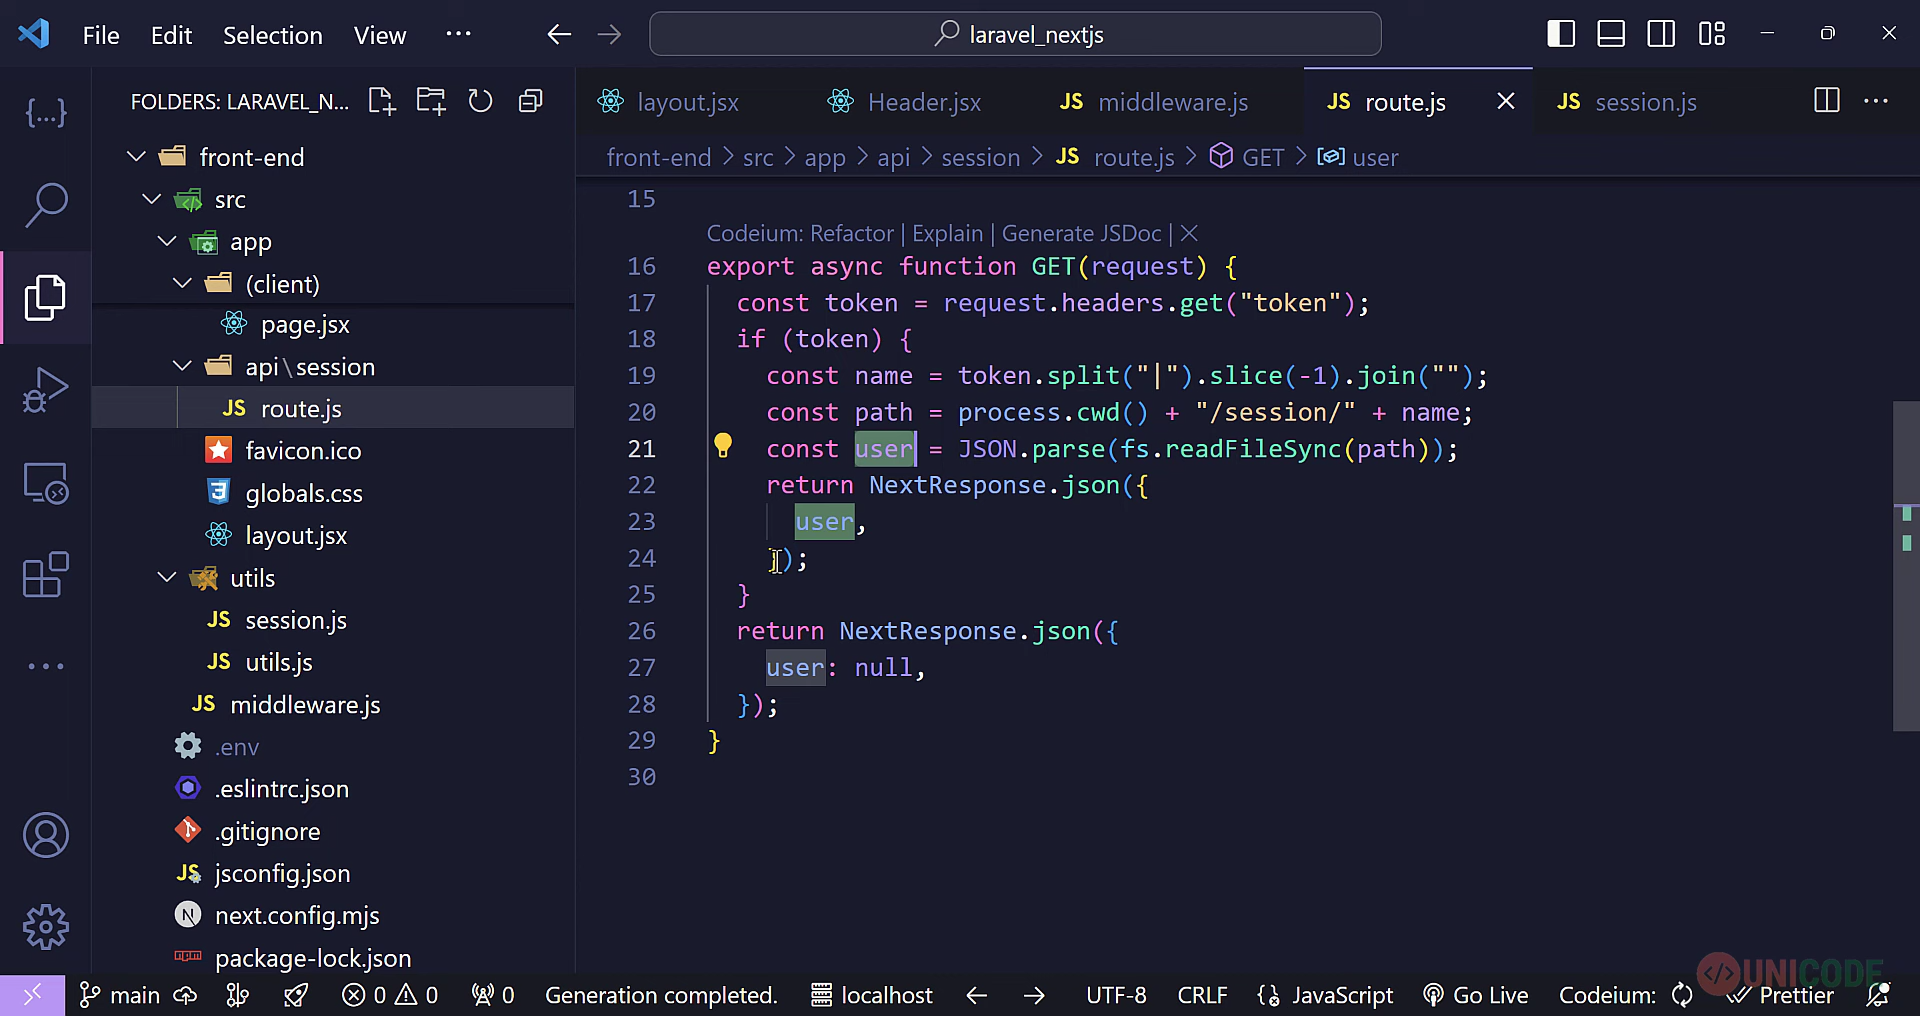 File Edit Selection View ··· laravel_nextjs
FOLDERS: LARAVEL_N...
front-end
src
app
(client)
page.jsx
api\session
route.js
favicon.ico
globals.css
layout.jsx
utils
session.js
utils.js
middleware.js
.env
.eslintrc.json
.gitignore
jsconfig.json
next.config.mjs
package-lock.json
layout.jsx Header.jsx JS middleware.js JS route.js JS session.js
front-end > src > app > api > session > JS route.js > GET > user
15
Codeium: Refactor | Explain | Generate JSDoc | X
16 export async function GET(request) {
17 const token = request.headers.get("token");
18 if (token) {
19 const name = token.split("|").slice(-1).join("");
20 const path = process.cwd() + "/session/" + name;
21 const user = JSON.parse(fs.readFileSync(path));
22 return NextResponse.json({
23 user,
24 });
25 }
26 return NextResponse.json({
27 user: null,
28 });
29 }
30
main 0 0 0 Generation completed. localhost UTF-8 CRLF JavaScript Go Live Codeium: Prettier
UNICODE